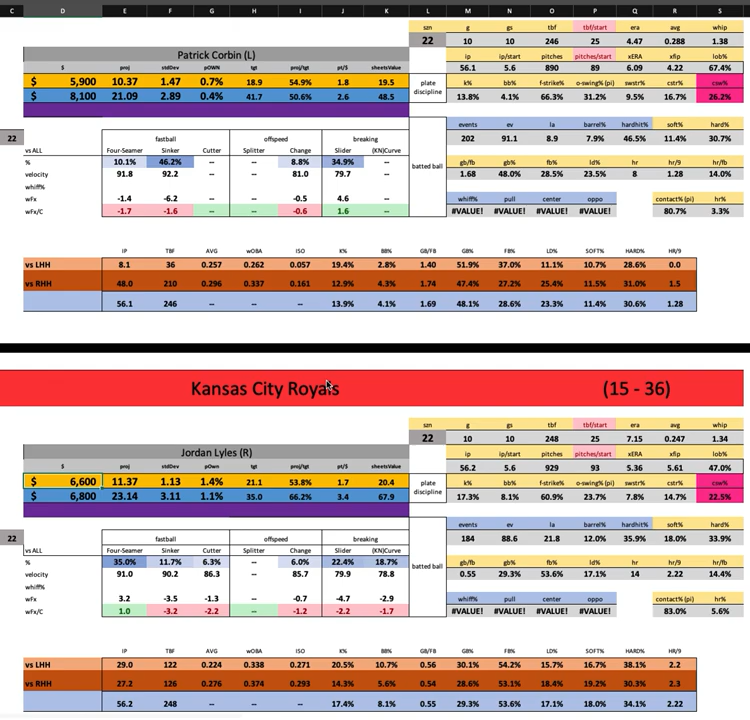 C D E F G H I J K L M N O P Q R S
szn g gs tbf tbf/start era avg whip
22 10 10 246 25 4.47 0.288 1.38
Patrick Corbin (L) ip ip/start pitches pitches/start xERA xfip lob%
56.1 5.6 890 89 6.09 4.22 67.4%
$ proj stdDev pOWN tgt proj/tgt pt/$ sheetsValue
$ 5,900 10.37 1.47 0.7% 18.9 54.9% 1.8 19.5 plate discipline k% bb% f-strike% o-swing% (pi) swstr% cstr% csw%
$ 8,100 21.09 2.89 0.4% 41.7 50.6% 2.6 48.5 13.8% 4.1% 66.3% 31.2% 9.5% 16.7% 26.2%
events ev la barrel% hardhit% soft% hard%
22 fastball offspeed breaking 202 91.1 8.9 7.9% 46.5% 11.4% 30.7%
vs ALL Four-Seamer Sinker Cutter Splitter Change Slider (KN)Curve
% 10.1% 46.2% -- -- 8.8% 34.9% -- batted ball gb/fb gb% fb% ld% hr hr/9 hr/fb
velocity 91.8 92.2 81.0 79.7 1.68 48.0% 28.5% 23.5% 8 1.28 14.0%
whiff%
wFx -1.4 -6.2 -- -- -0.5 4.6 -- whiff% pull center oppo contact% (pi) hr%
wFx/C -1.7 -1.6 -- -- -0.6 1.6 -- #VALUE! #VALUE! #VALUE! #VALUE! 80.7% 3.3%
IP TBF AVG wOBA ISO K% BB% GB/FB GB% FB% LD% SOFT% HARD% HR/9
vs LHH 8.1 36 0.257 0.262 0.057 19.4% 2.8% 1.40 51.9% 37.0% 11.1% 10.7% 28.6% 0.0
vs RHH 48.0 210 0.296 0.337 0.161 12.9% 4.3% 1.74 47.4% 27.2% 25.4% 11.5% 31.0% 1.5
56.1 246 -- -- -- 13.9% 4.1% 1.69 48.1% 28.6% 23.3% 11.4% 30.6% 1.28
Kansas City Royals (15 - 36)
szn g gs tbf tbf/start era avg whip
22 10 10 248 25 7.15 0.247 1.34
Jordan Lyles (R) ip ip/start pitches pitches/start xERA xfip lob%
56.2 5.6 929 93 5.36 5.61 47.0%
$ proj stdDev pOwn tgt proj/tgt pt/$ sheetsValue
$ 6,600 11.37 1.13 1.4% 21.1 53.8% 1.7 20.4 plate discipline k% bb% f-strike% o-swing% (pi) swstr% cstr% csw%
$ 6,800 23.14 3.11 1.1% 35.0 66.2% 3.4 67.9 17.3% 8.1% 60.9% 23.7% 7.8% 14.7% 22.5%
events ev la barrel% hardhit% soft% hard%
22 fastball offspeed breaking 184 88.6 21.8 12.0% 35.9% 18.0% 33.9%
vs ALL Four-Seamer Sinker Cutter Splitter Change Slider (KN)Curve
% 35.0% 11.7% 6.3% -- 6.0% 22.4% 18.7% batted ball gb/fb gb% fb% ld% hr hr/9 hr/fb
velocity 91.0 90.2 86.3 -- 85.7 79.9 78.8 0.55 29.3% 53.6% 17.1% 14 2.22 14.4%
whiff%
wFx 3.2 -3.5 -1.3 -- -0.7 -4.7 -2.9 whiff% pull center oppo contact% (pi) hr%
wFx/C 1.0 -3.2 -2.2 -- -1.2 -2.2 -1.7 #VALUE! #VALUE! #VALUE! #VALUE! 83.0% 5.6%
IP TBF AVG wOBA ISO K% BB% GB/FB GB% FB% LD% SOFT% HARD% HR/9
vs LHH 29.0 122 0.224 0.338 0.271 20.5% 10.7% 0.56 30.1% 54.2% 15.7% 16.7% 38.1% 2.2
vs RHH 27.2 126 0.276 0.374 0.293 14.3% 5.6% 0.54 28.6% 53.1% 18.4% 19.2% 30.3% 2.3
56.2 248 -- -- -- 17.4% 8.1% 0.55 29.3% 53.6% 17.1% 18.0% 34.1% 2.22